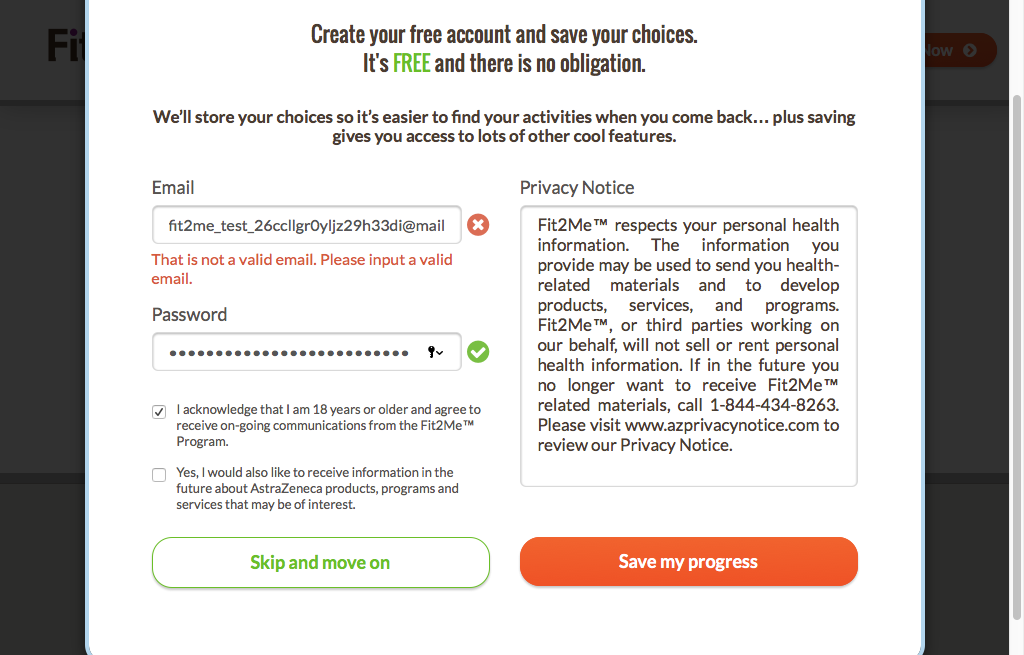 Fit
Now
Create your free account and save your choices.
It's FREE and there is no obligation.
We’ll store your choices so it’s easier to find your activities when you come back… plus saving
gives you access to lots of other cool features.
Email
fit2me_test_26ccllgr0yljz29h33di@mail
That is not a valid email. Please input a valid
email.
Password
I acknowledge that I am 18 years or older and agree to
receive on-going communications from the Fit2Me™
Program.
Yes, I would also like to receive information in the
future about AstraZeneca products, programs and
services that may be of interest.
Skip and move on
Privacy Notice
Fit2Me™ respects your personal health
information. The information you
provide may be used to send you health-
related materials and to develop
products, services, and programs.
Fit2Me™, or third parties working on
our behalf, will not sell or rent personal
health information. If in the future you
no longer want to receive Fit2Me™
related materials, call 1-844-434-8263.
Please visit www.azprivacynotice.com to
review our Privacy Notice.
Save my progress